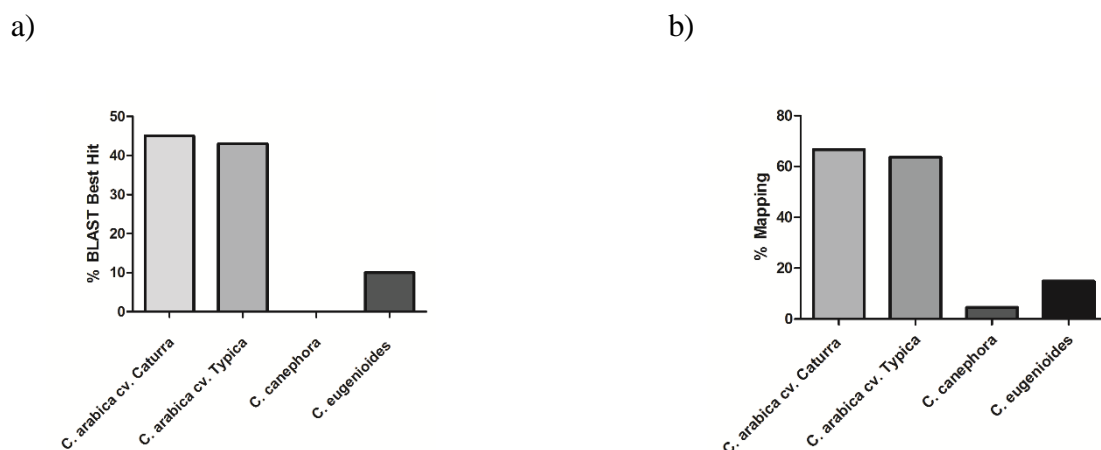 a)
b)
% BLAST Best Hit
50
40
30
20
10
0
C. arabica cv. Caturra
C. arabica cv. Typica
C. canephora
C. eugenioides
% Mapping
80
60
40
20
0
C. arabica cv. Caturra
C. arabica cv. Typica
C. canephora
C. eugenioides